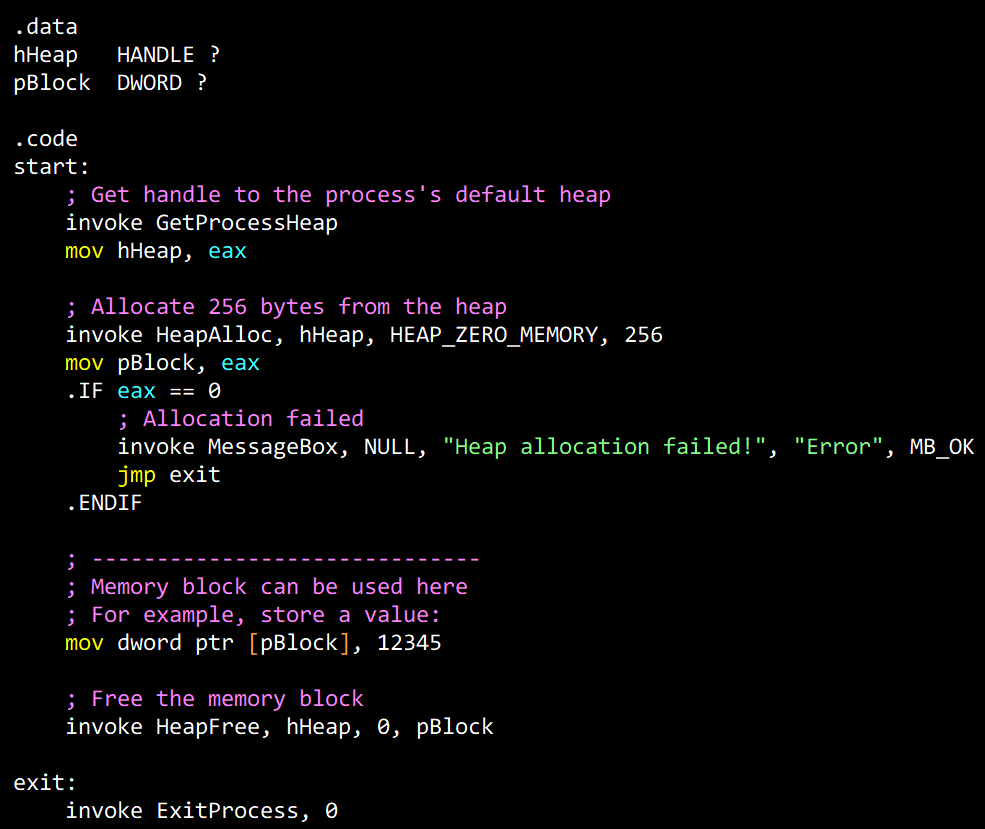 .data
hHeap   HANDLE ?
pBlock  DWORD ?
.code
start:
    ; Get handle to the process's default heap
    invoke GetProcessHeap
    mov hHeap, eax
    ; Allocate 256 bytes from the heap
    invoke HeapAlloc, hHeap, HEAP_ZERO_MEMORY, 256
    mov pBlock, eax
    .IF eax == 0
        ; Allocation failed
        invoke MessageBox, NULL, "Heap allocation failed!", "Error", MB_OK
        jmp exit
    .ENDIF
    ; ------------------------------
    ; Memory block can be used here
    ; For example, store a value:
    mov dword ptr [pBlock], 12345
    ; Free the memory block
    invoke HeapFree, hHeap, 0, pBlock
exit:
    invoke ExitProcess, 0